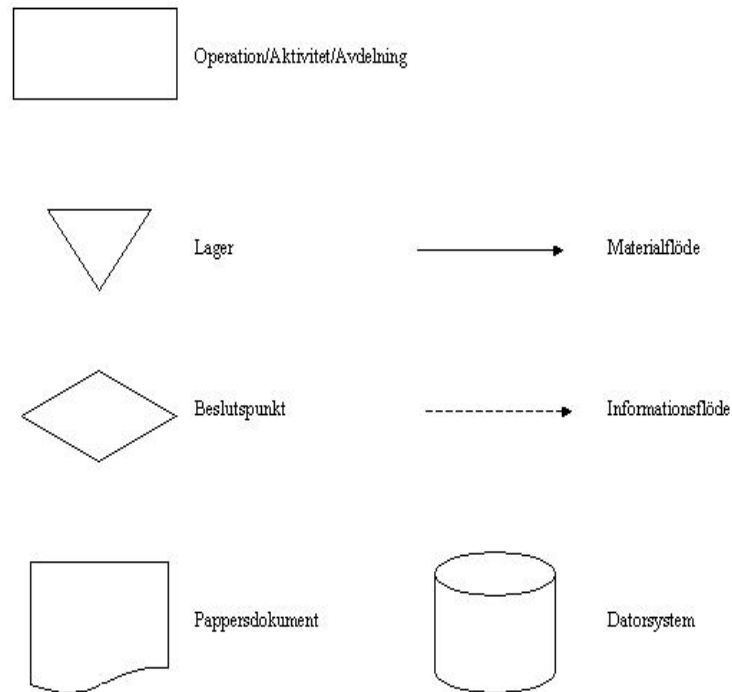 Operation/Aktivitet/Avdelning
Lager
Materialflöde
Beslutspunkt
Informationsflöde
Pappersdokument
Datorsystem